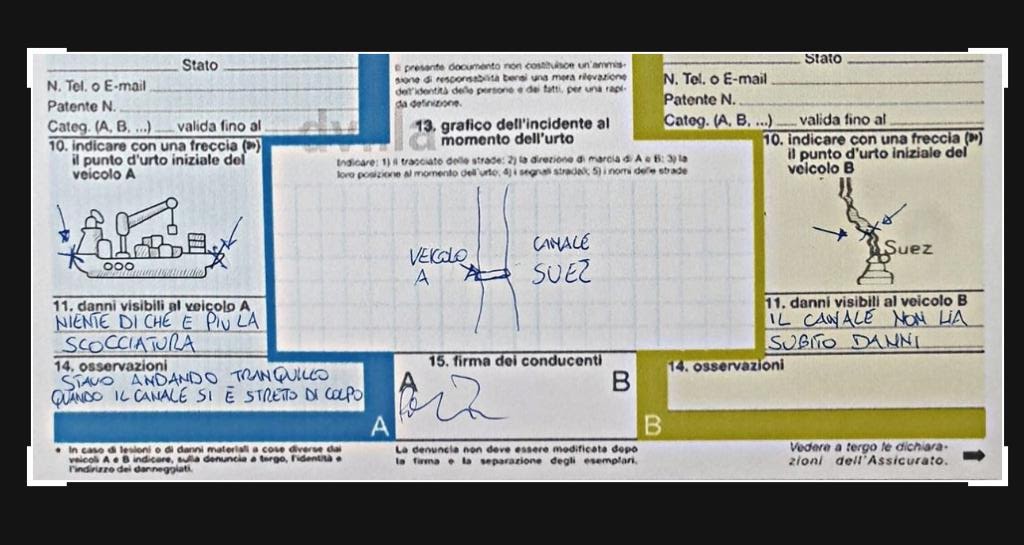 Stato
N. Tel. o E-mail
Patente N.
Categ. (A, B, ...) valida fino al
10. indicare con una freccia (➽)
il punto d'urto iniziale del
veicolo A
11. danni visibili al veicolo A
NIENTE DI CHE E PIU LA
SCOCCIATURA
14. osservazioni
STAVO ANDANDO TRANQUILLO
QUANDO IL CANALE SI È STRETO DI COLPO
A
* In caso di lesioni o di danni materiali a cose diverse dai
veicoli A e B indicare, sulla denuncia a tergo, l'identità e
l'indirizzo dei danneggiati.
Il presente documento non costituisce un'ammis-
sione di responsabilità bensì una mera rilevazione
dell'identità delle persone e dei fatti, per una rapi-
da definizione.
13. grafico dell'incidente al
momento dell'urto
Indicare: 1) il tracciato delle strade; 2) la direzione di marcia di A e B; 3) la
loro posizione al momento dell'urto; 4) i segnali stradali; 5) i nomi delle strade
VEICOLO
A
CANALE
SUEZ
15. firma dei conducenti
A
B
La denuncia non deve essere modificata dopo
la firma e la separazione degli esemplari.
Stato
N. Tel. o E-mail
Patente N.
Categ. (A, B, ...) valida fino al
10. indicare con una freccia (➽)
il punto d'urto iniziale del
veicolo B
Suez
11. danni visibili al veicolo B
IL CANALE NON HA
SUBITO DANNI
14. osservazioni
B
Vedere a tergo le dichiara-
zioni dell'Assicurato.